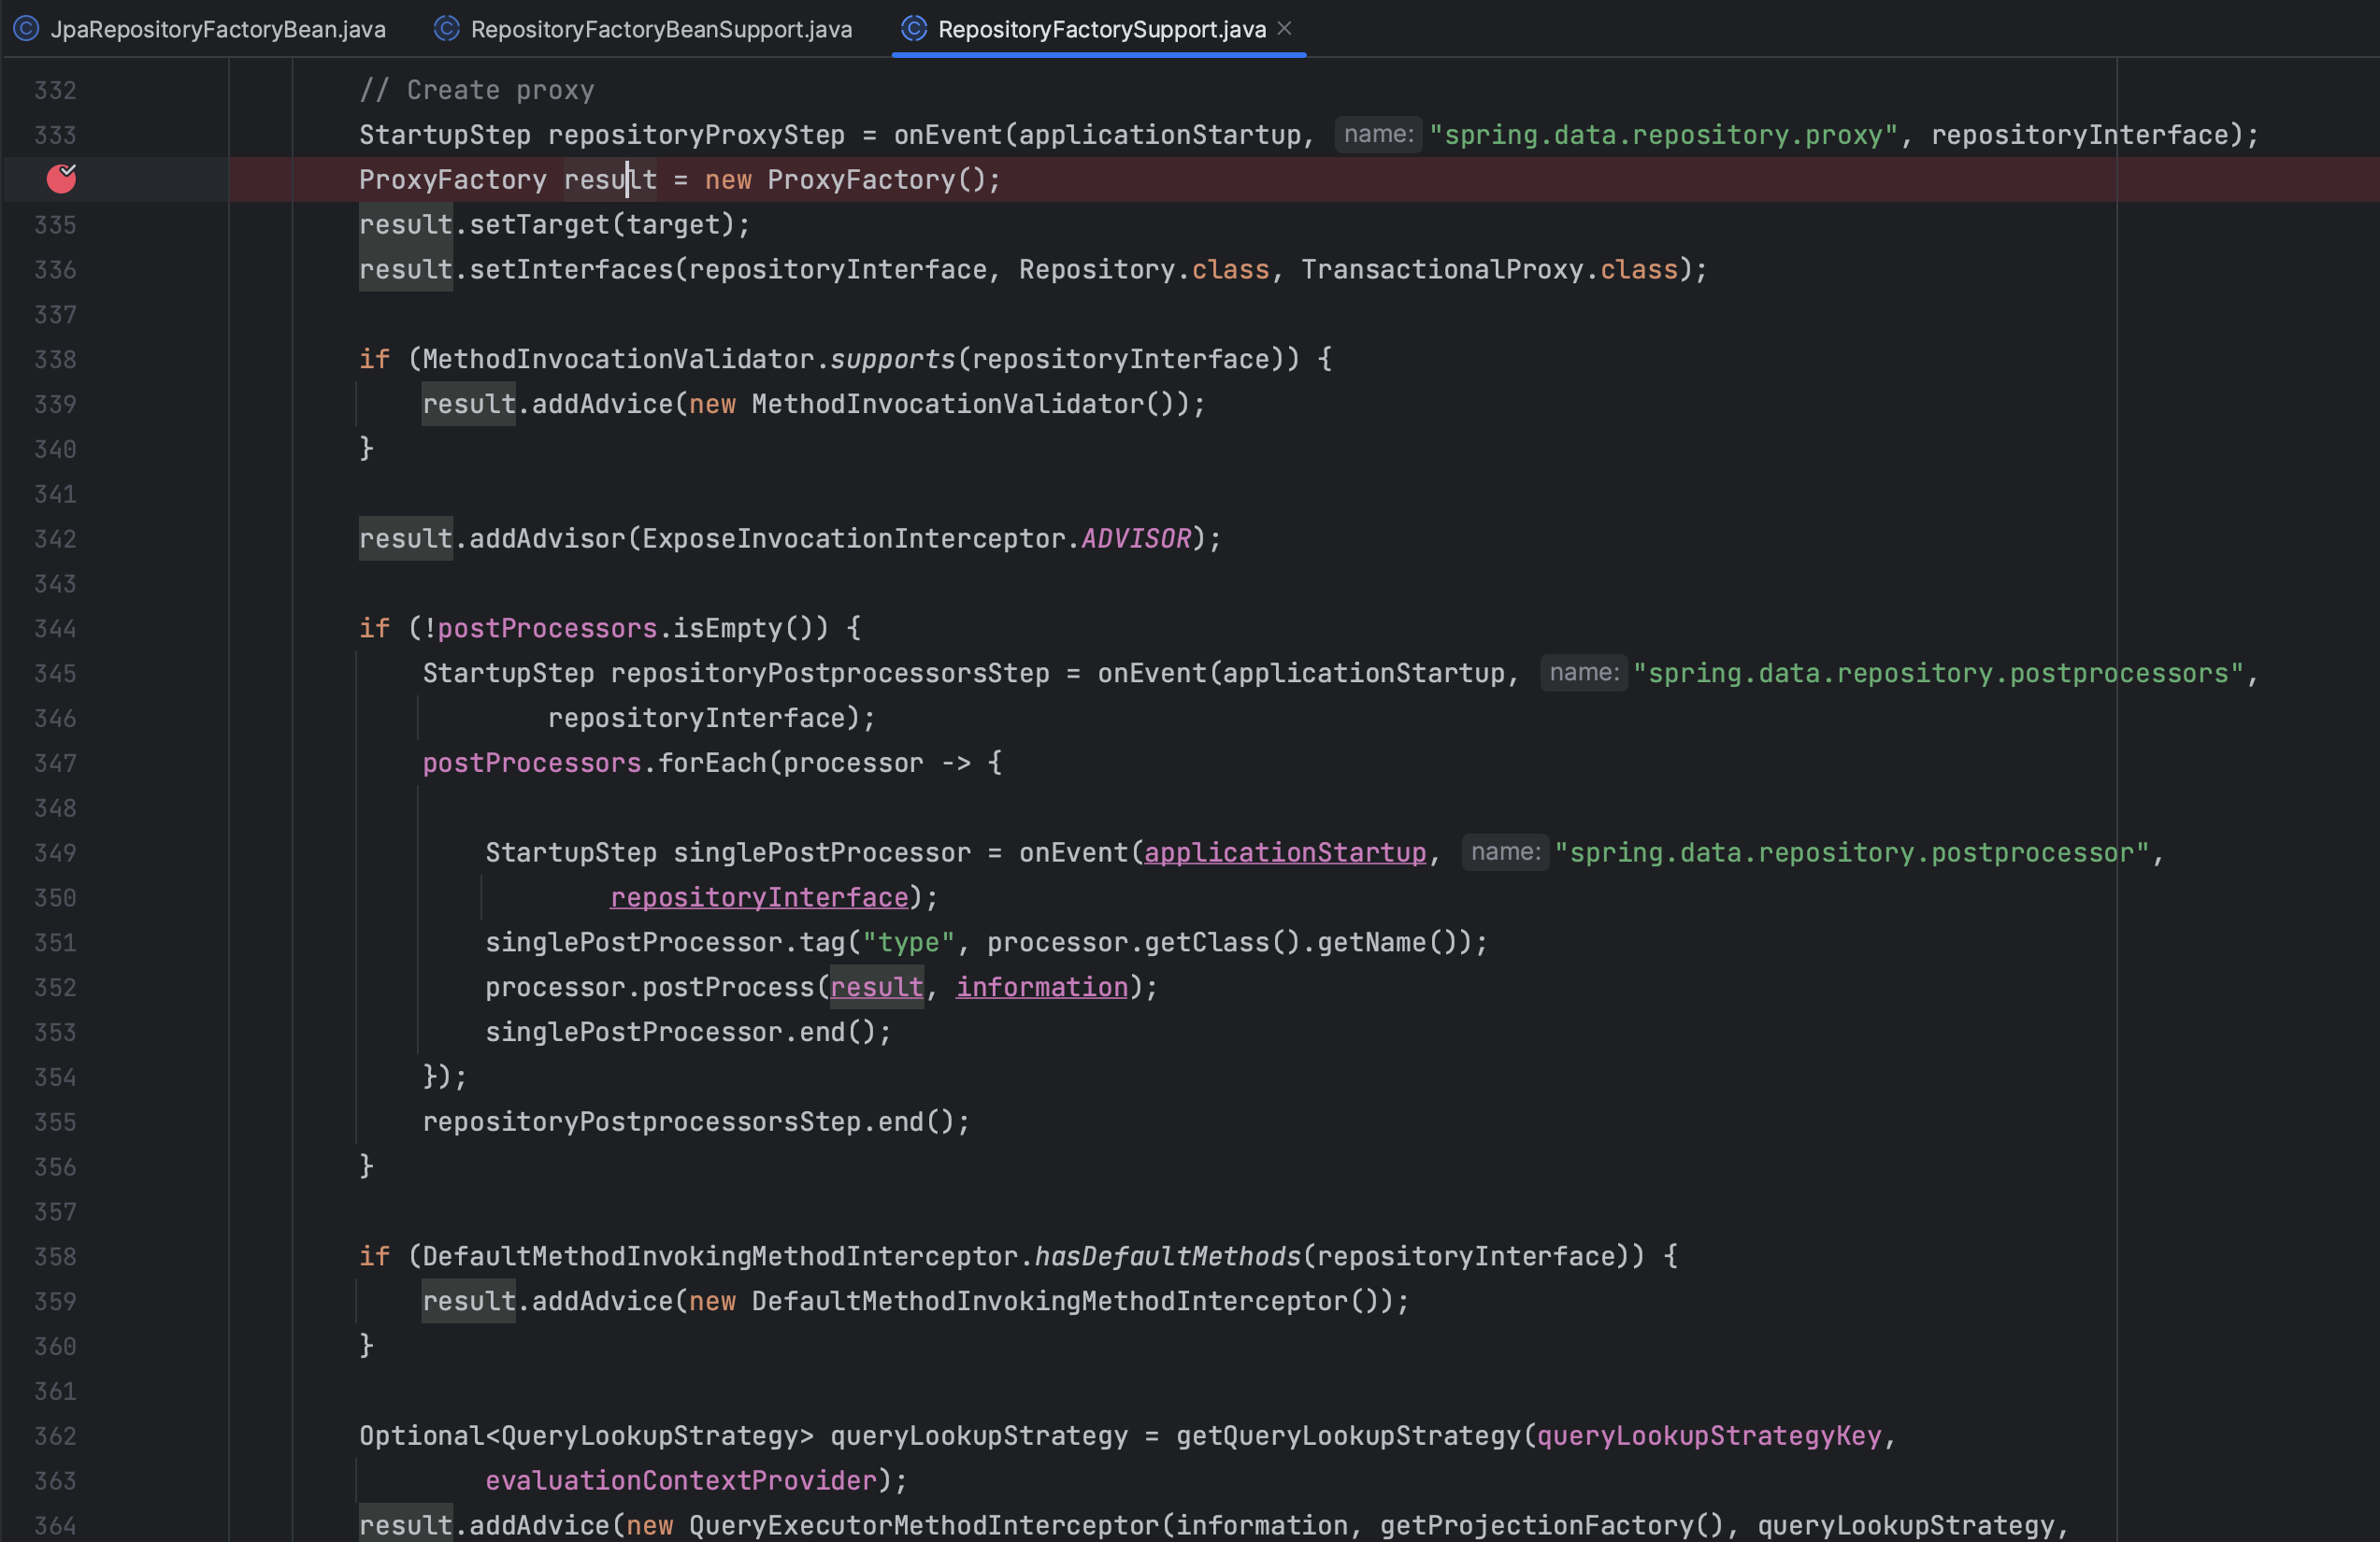 JpaRepositoryFactoryBean.java RepositoryFactoryBeanSupport.java RepositoryFactorySupport.java
332 // Create proxy
333 StartupStep repositoryProxyStep = onEvent(applicationStartup, name: "spring.data.repository.proxy", repositoryInterface);
ProxyFactory result = new ProxyFactory();
335 result.setTarget(target);
336 result.setInterfaces(repositoryInterface, Repository.class, TransactionalProxy.class);
337
338 if (MethodInvocationValidator.supports(repositoryInterface)) {
339 result.addAdvice(new MethodInvocationValidator());
340 }
341
342 result.addAdvisor(ExposeInvocationInterceptor.ADVISOR);
343
344 if (!postProcessors.isEmpty()) {
345 StartupStep repositoryPostprocessorsStep = onEvent(applicationStartup, name: "spring.data.repository.postprocessors",
346 repositoryInterface);
347 postProcessors.forEach(processor -> {
348
349 StartupStep singlePostProcessor = onEvent(applicationStartup, name: "spring.data.repository.postprocessor",
350 repositoryInterface);
351 singlePostProcessor.tag("type", processor.getClass().getName());
352 processor.postProcess(result, information);
353 singlePostProcessor.end();
354 });
355 repositoryPostprocessorsStep.end();
356 }
357
358 if (DefaultMethodInvokingMethodInterceptor.hasDefaultMethods(repositoryInterface)) {
359 result.addAdvice(new DefaultMethodInvokingMethodInterceptor());
360 }
361
362 Optional<QueryLookupStrategy> queryLookupStrategy = getQueryLookupStrategy(queryLookupStrategyKey,
363 evaluationContextProvider);
364 result.addAdvice(new QueryExecutorMethodInterceptor(information, getProjectionFactory(), queryLookupStrategy,